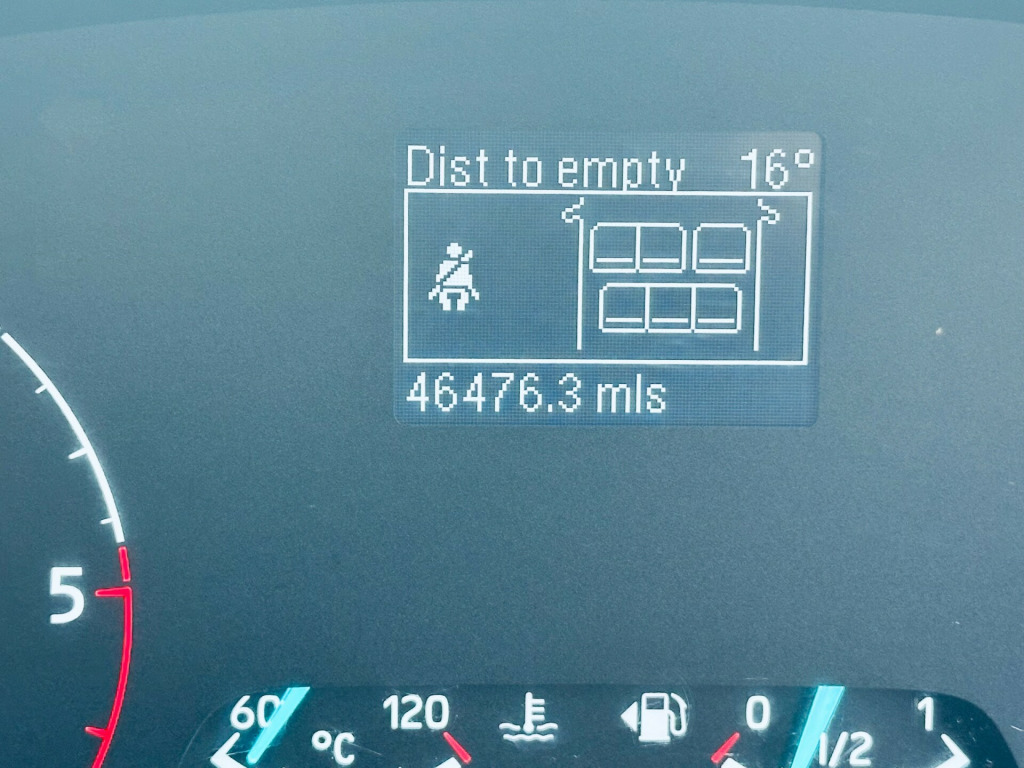 Dist to empty 16°
46476.3 mls
5
60 120 0 1
°C 1/2